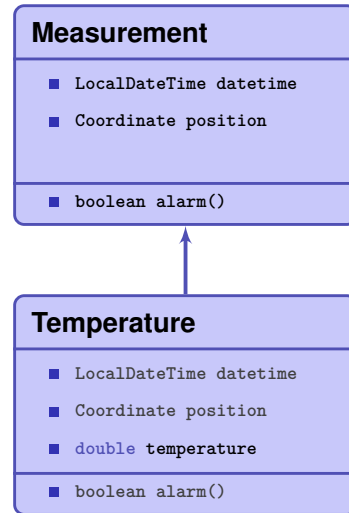 Measurement
LocalDateTime datetime
Coordinate position
boolean alarm()
Temperature
LocalDateTime datetime
Coordinate position
double temperature
boolean alarm()